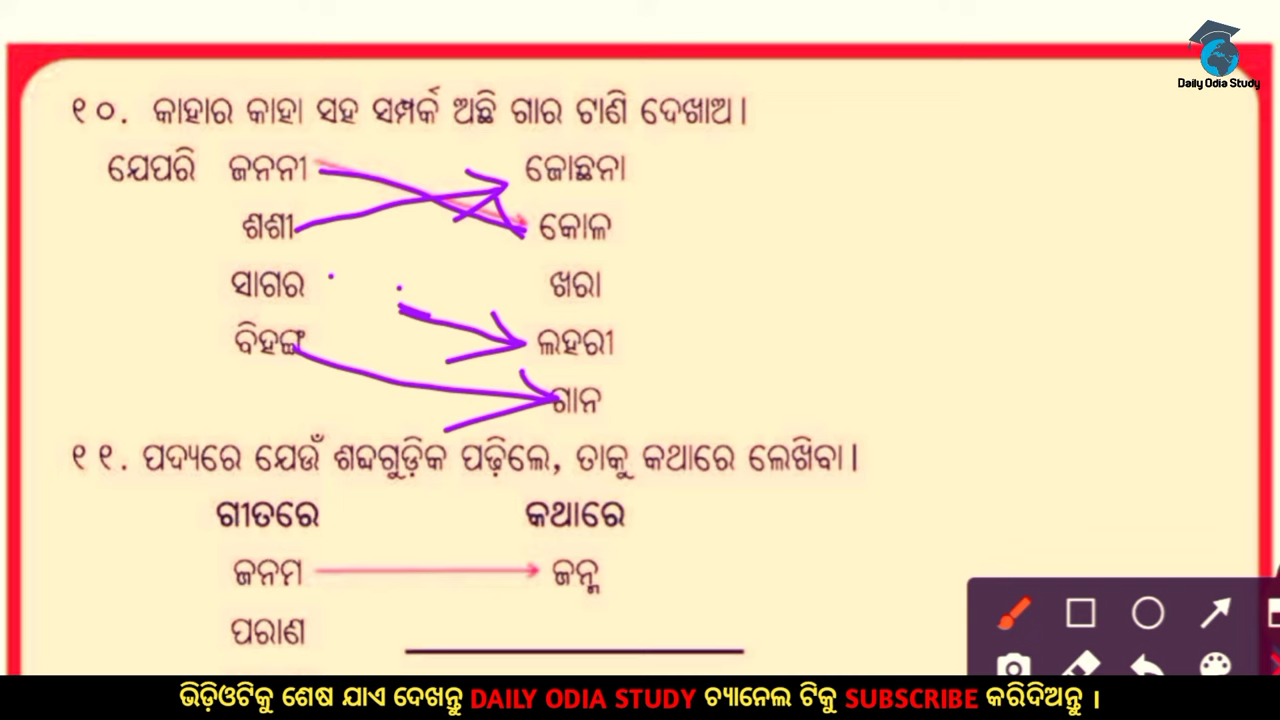 Daily Odia Study
୧୦. କାହାର କାହା ସହ ସମ୍ପର୍କ ଅଛି ଗାର ଟାଣି ଦେଖାଅ।
ଯେପରି ଜନନୀ ଜୋଛନା
ଶଶୀ କୋଳ
ସାଗର ଖରା
ବିହଙ୍ଗ ଲହରୀ
ଗାନ
୧୧. ପଦ୍ୟରେ ଯେଉଁ ଶବ୍ଦଗୁଡ଼ିକ ପଢ଼ିଲେ, ତାକୁ କଥାରେ ଲେଖିବା।
ଗୀତରେ କଥାରେ
ଜନମ ଜନ୍ମ
ପରାଣ
ଭିଡ଼ିଓଟିକୁ ଶେଷ ଯାଏ ଦେଖନ୍ତୁ DAILY ODIA STUDY ଚ୍ୟାନେଲ ଟିକୁ SUBSCRIBE କରିଦିଅନ୍ତୁ ।